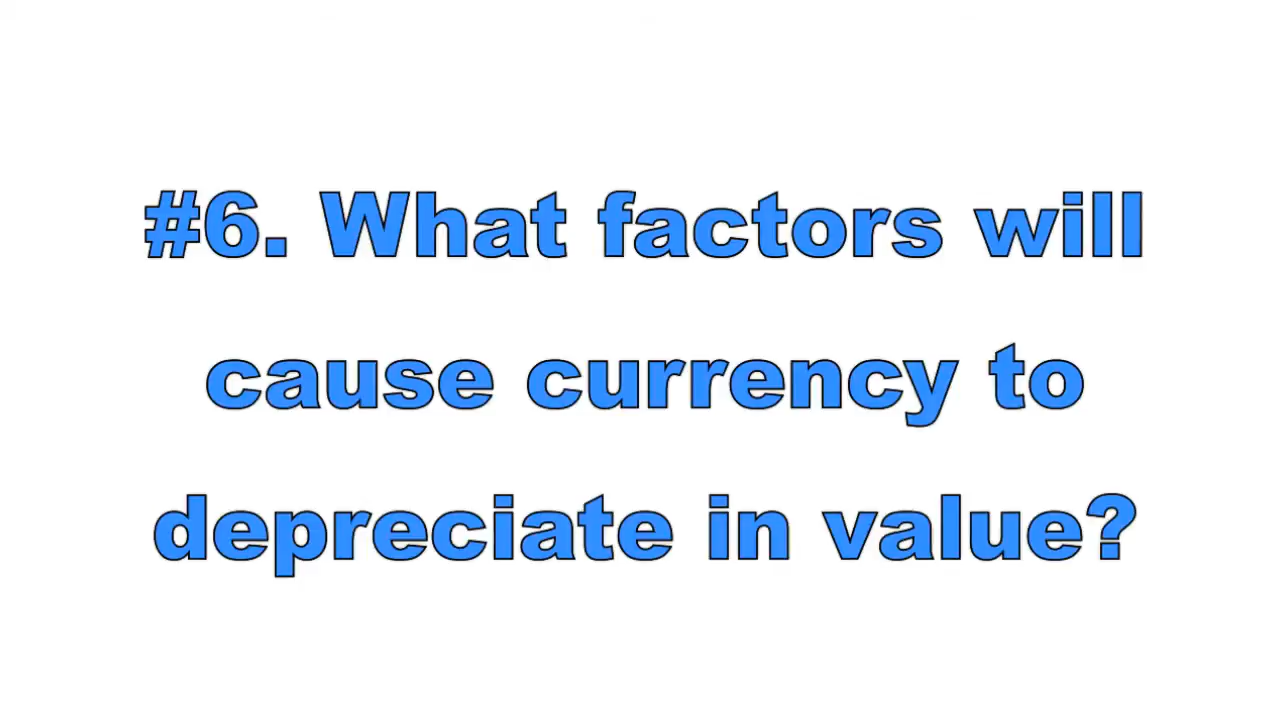 #6. What factors will
cause currency to
depreciate in value?